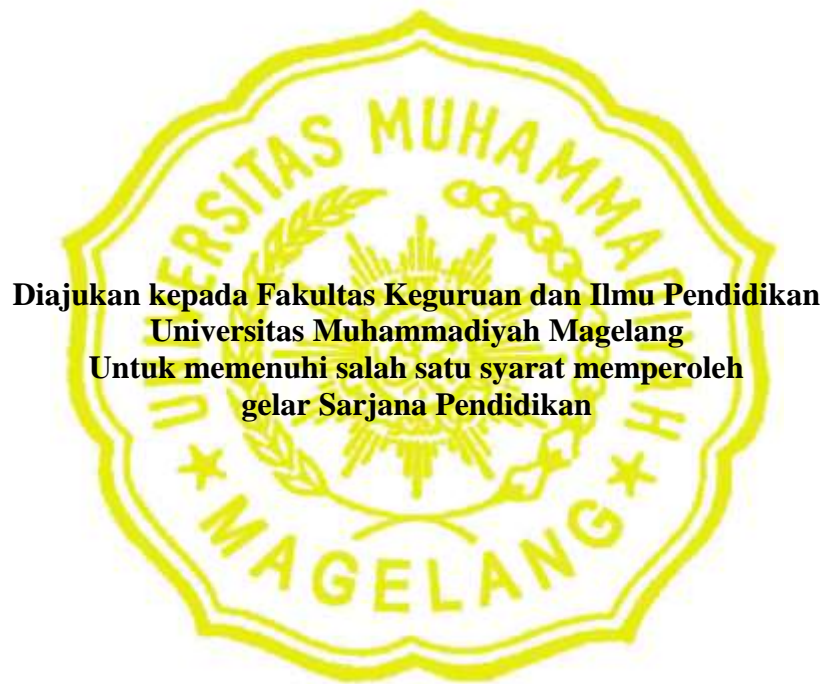 UNIVERSITAS MUHAMMADIYAH
Diajukan kepada Fakultas Keguruan dan Ilmu Pendidikan
Universitas Muhammadiyah Magelang
Untuk memenuhi salah satu syarat memperoleh
gelar Sarjana Pendidikan
MAGELANG